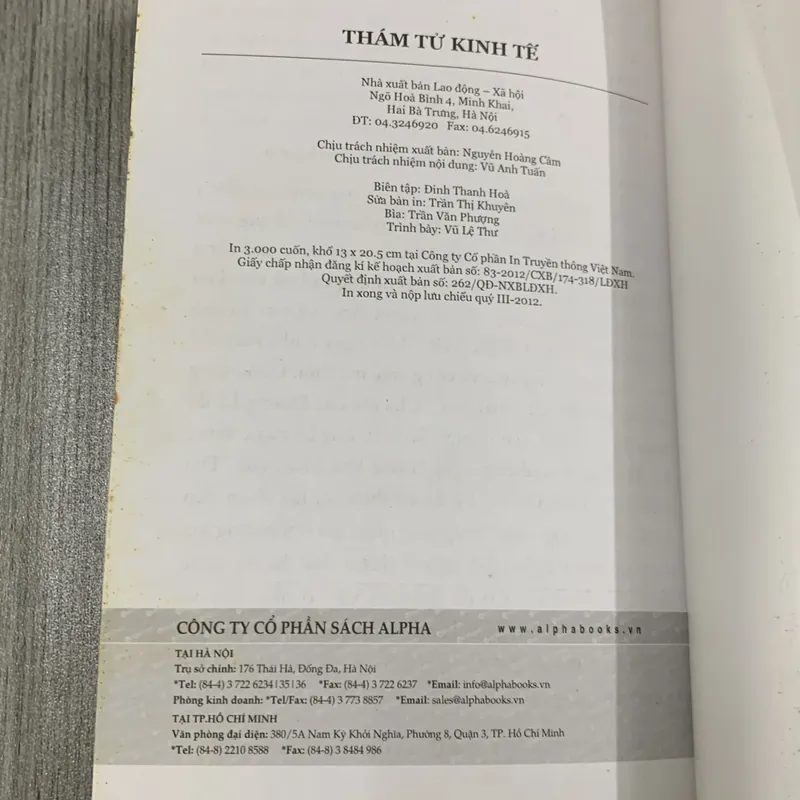 THÁM TỬ KINH TẾ
Nhà xuất bản Lao động – Xã hội
Ngõ Hoà Bình 4, Minh Khai,
Hai Bà Trưng, Hà Nội
ĐT: 04.3246920 Fax: 04.6246915
Chịu trách nhiệm xuất bản: Nguyễn Hoàng Cầm
Chịu trách nhiệm nội dung: Vũ Anh Tuấn
Biên tập: Đinh Thanh Hoà
Sửa bản in: Trần Thị Khuyên
Bìa: Trần Văn Phượng
Trình bày: Vũ Lệ Thư
In 3.000 cuốn, khổ 13 x 20.5 cm tại Công ty Cổ phần In Truyền thông Việt Nam.
Giấy chấp nhận đăng kí kế hoạch xuất bản số: 83-2012/CXB/174-318/LĐXH
Quyết định xuất bản số: 262/QĐ-NXBLĐXH.
In xong và nộp lưu chiểu quý III-2012.
CÔNG TY CỔ PHẦN SÁCH ALPHA www.alphabooks.vn
TẠI HÀ NỘI
Trụ sở chính: 176 Thái Hà, Đống Đa, Hà Nội
*Tel: (84-4) 3 722 6234|35|36 *Fax: (84-4) 3 722 6237 *Email: info@alphabooks.vn
Phòng kinh doanh: *Tel/Fax: (84-4) 3 773 8857 *Email: sales@alphabooks.vn
TẠI TP.HỒ CHÍ MINH
Văn phòng đại diện: 380/5A Nam Kỳ Khởi Nghĩa, Phường 8, Quận 3, TP. Hồ Chí Minh
*Tel: (84-8) 2210 8588 *Fax: (84-8) 3 8484 986